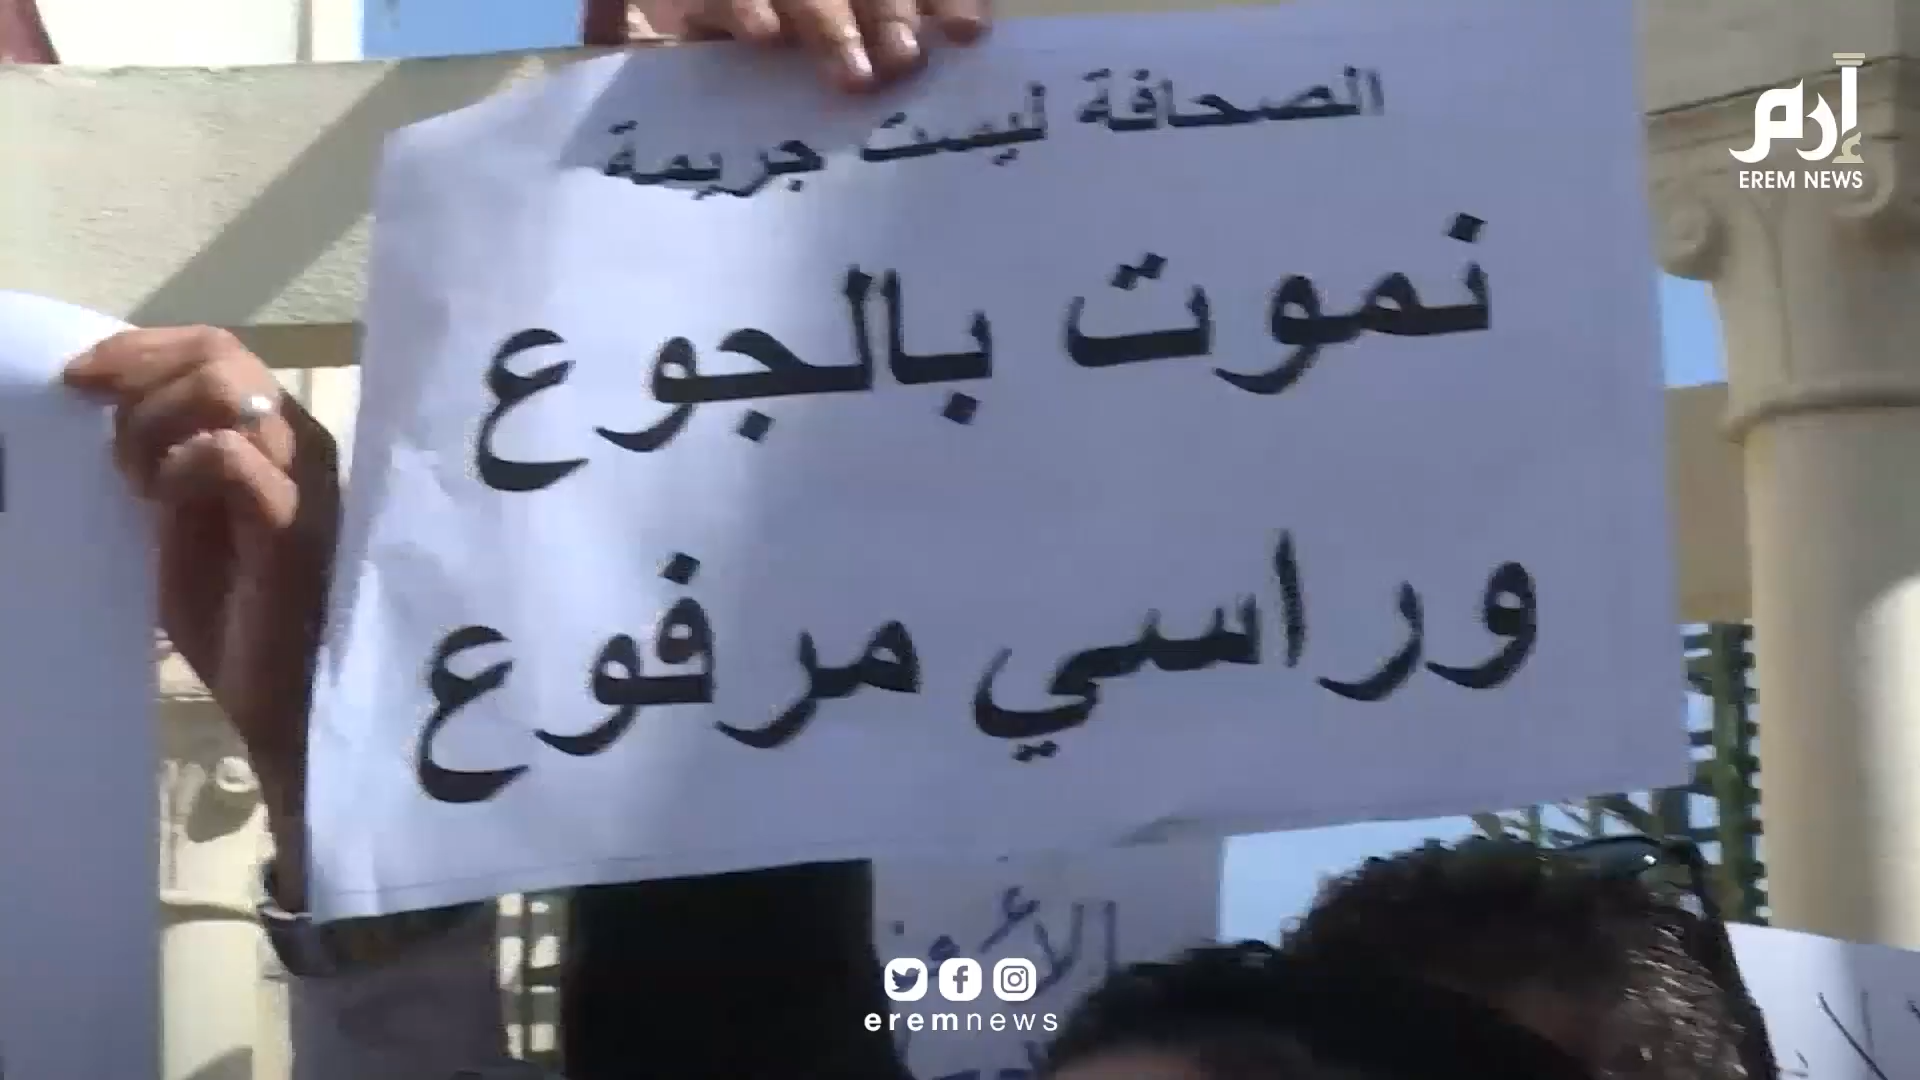 الصحافة ليست جريمة
نموت بالجوع
وراسي مرفوع
إرم
EREM NEWS
eremnews